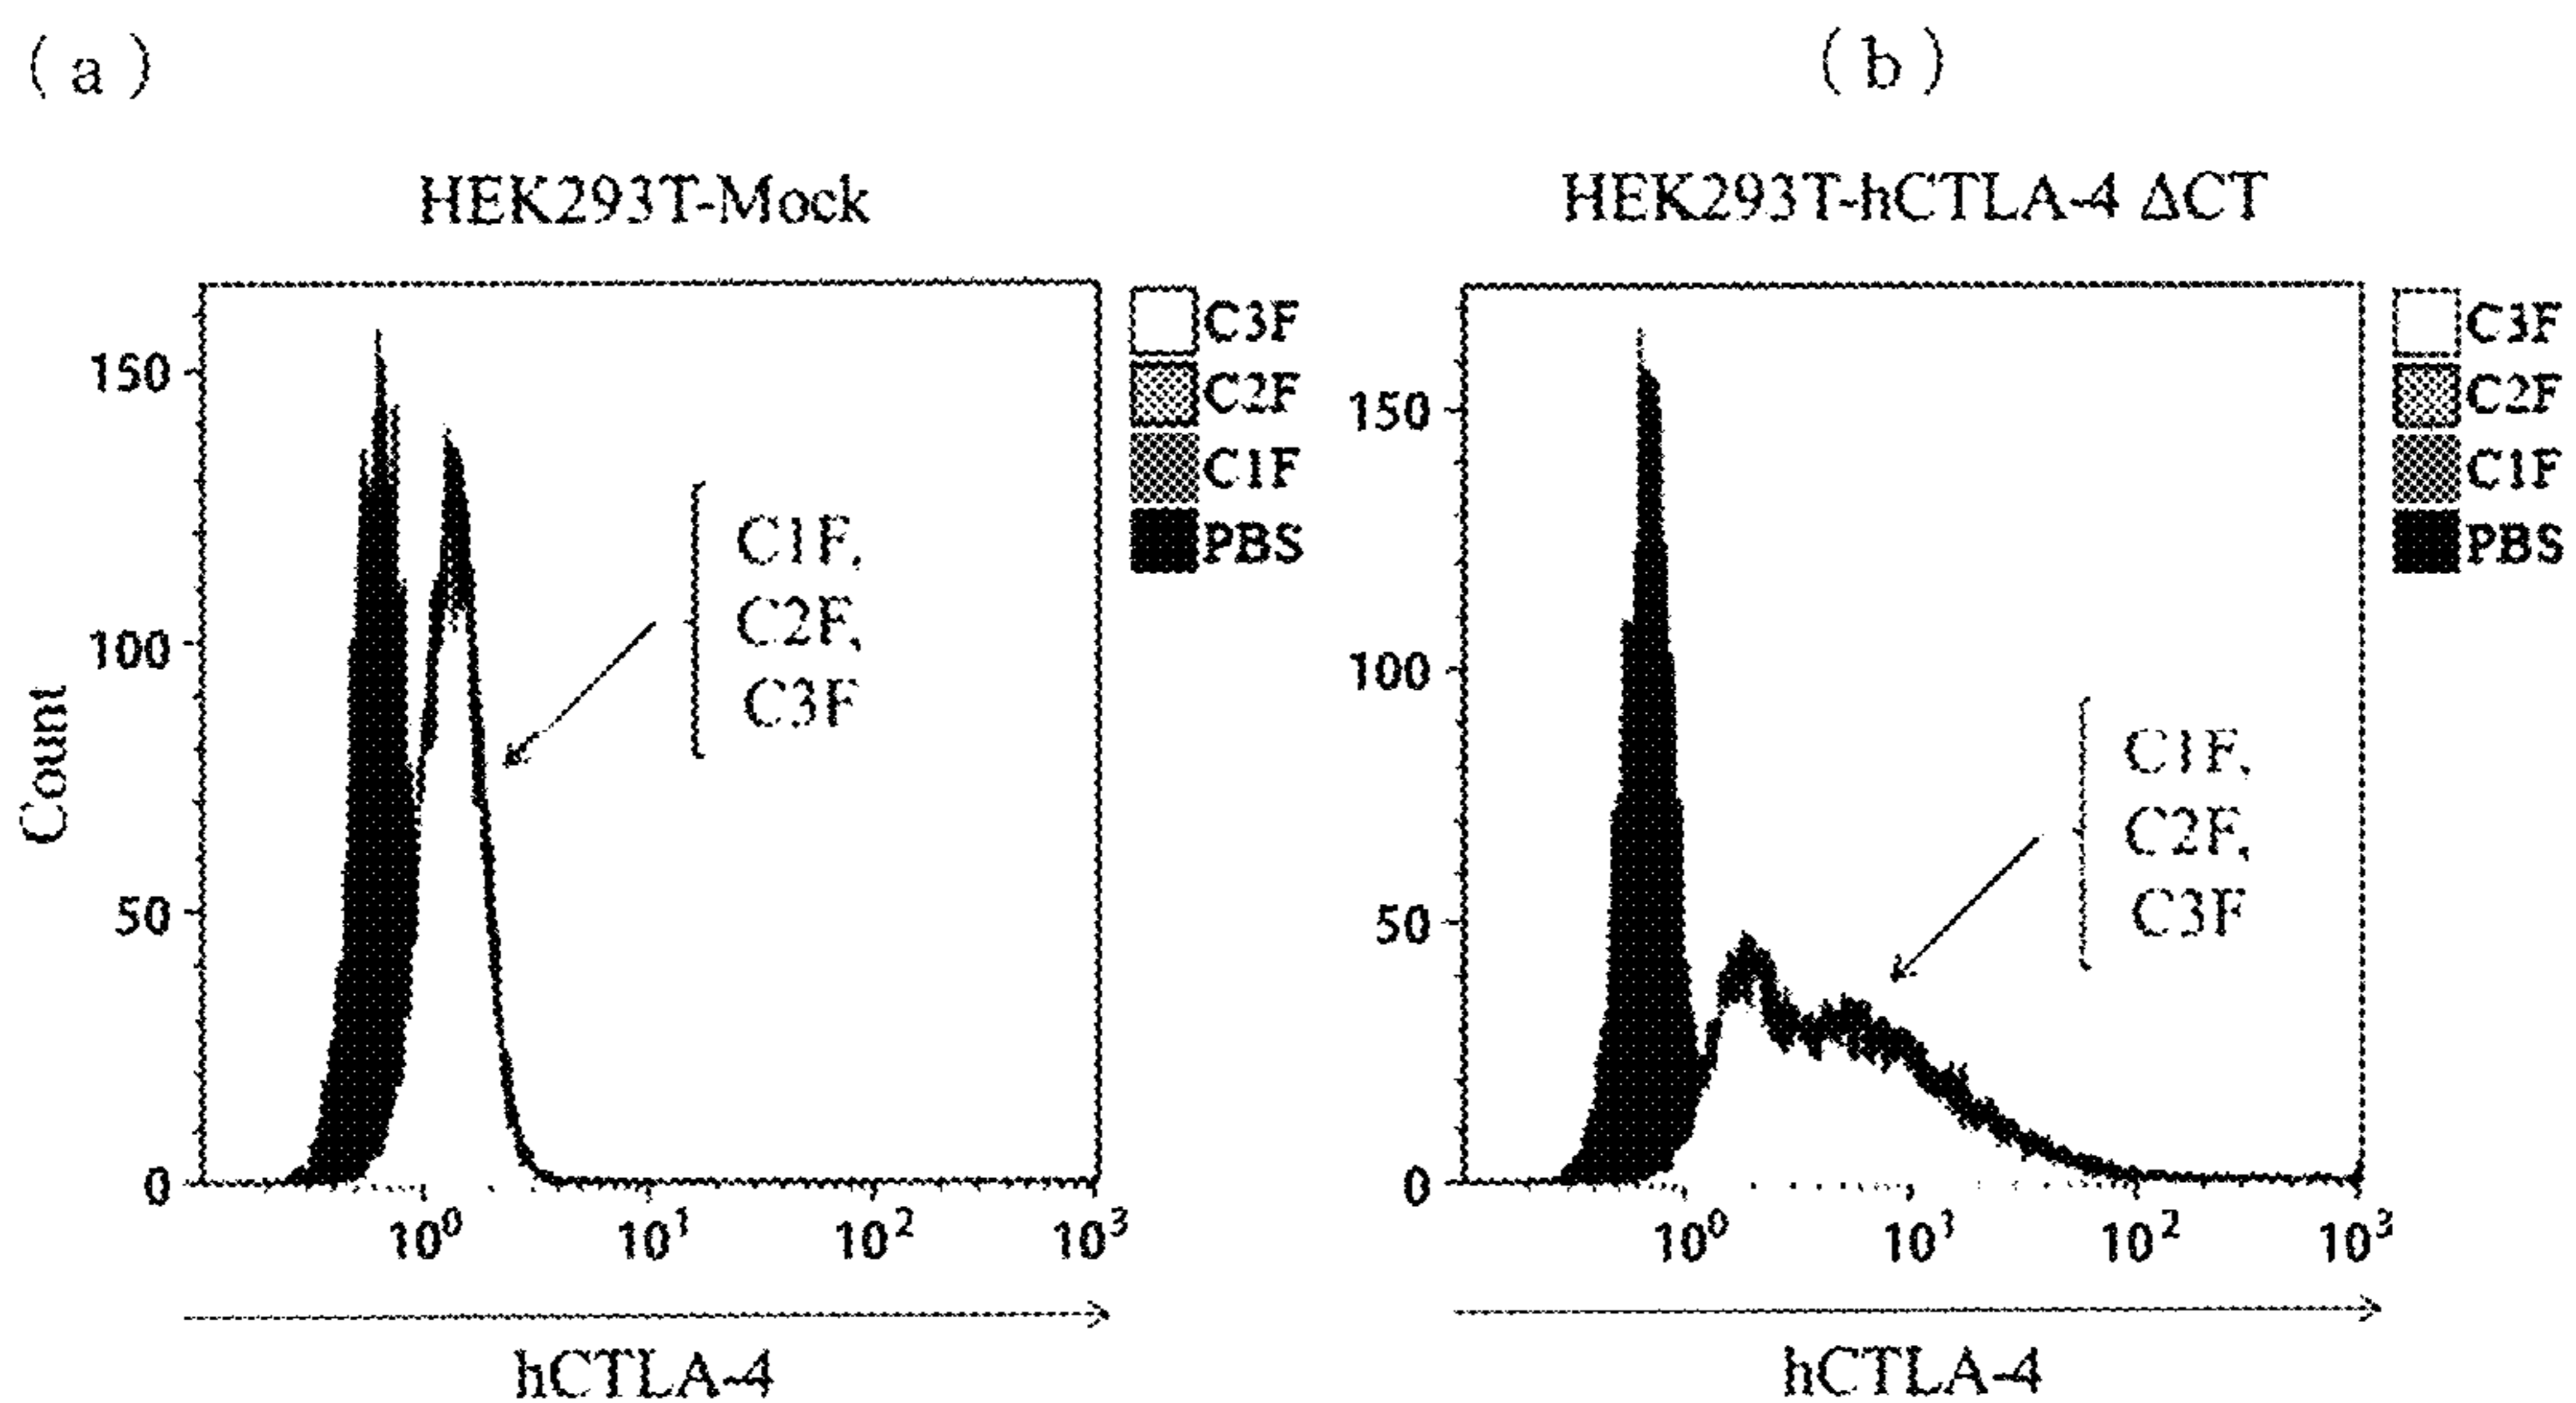 (a)
HEK293T-Mock
Count
150
100
50
0
C1F,
C2F,
C3F
C3F
C2F
C1F
PBS
10⁰ 10¹ 10² 10³
hCTLA-4
(b)
HEK293T-hCTLA-4 ΔCT
150
100
50
0
C1F,
C2F,
C3F
C3F
C2F
C1F
PBS
10⁰ 10¹ 10² 10³
hCTLA-4